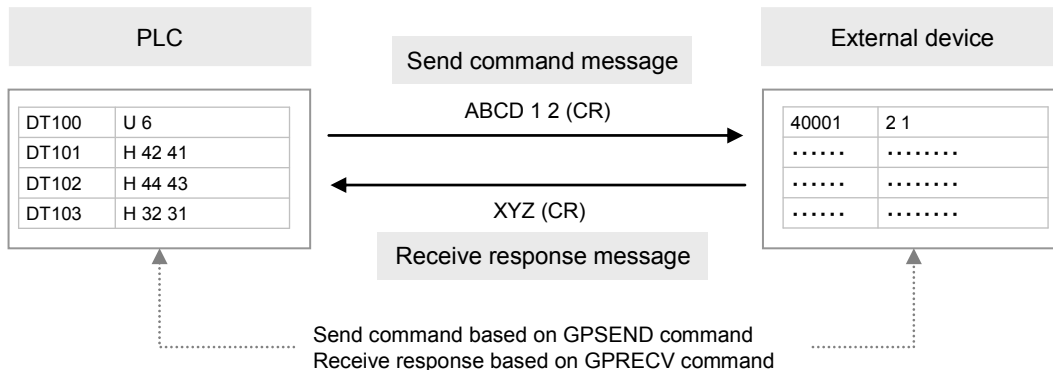 PLC
External device
Send command message
ABCD 1 2 (CR)
DT100 U 6
DT101 H 42 41
DT102 H 44 43
DT103 H 32 31
40001 2 1
...... ........
...... ........
...... ........
XYZ (CR)
Receive response message
Send command based on GPSEND command
Receive response based on GPRECV command